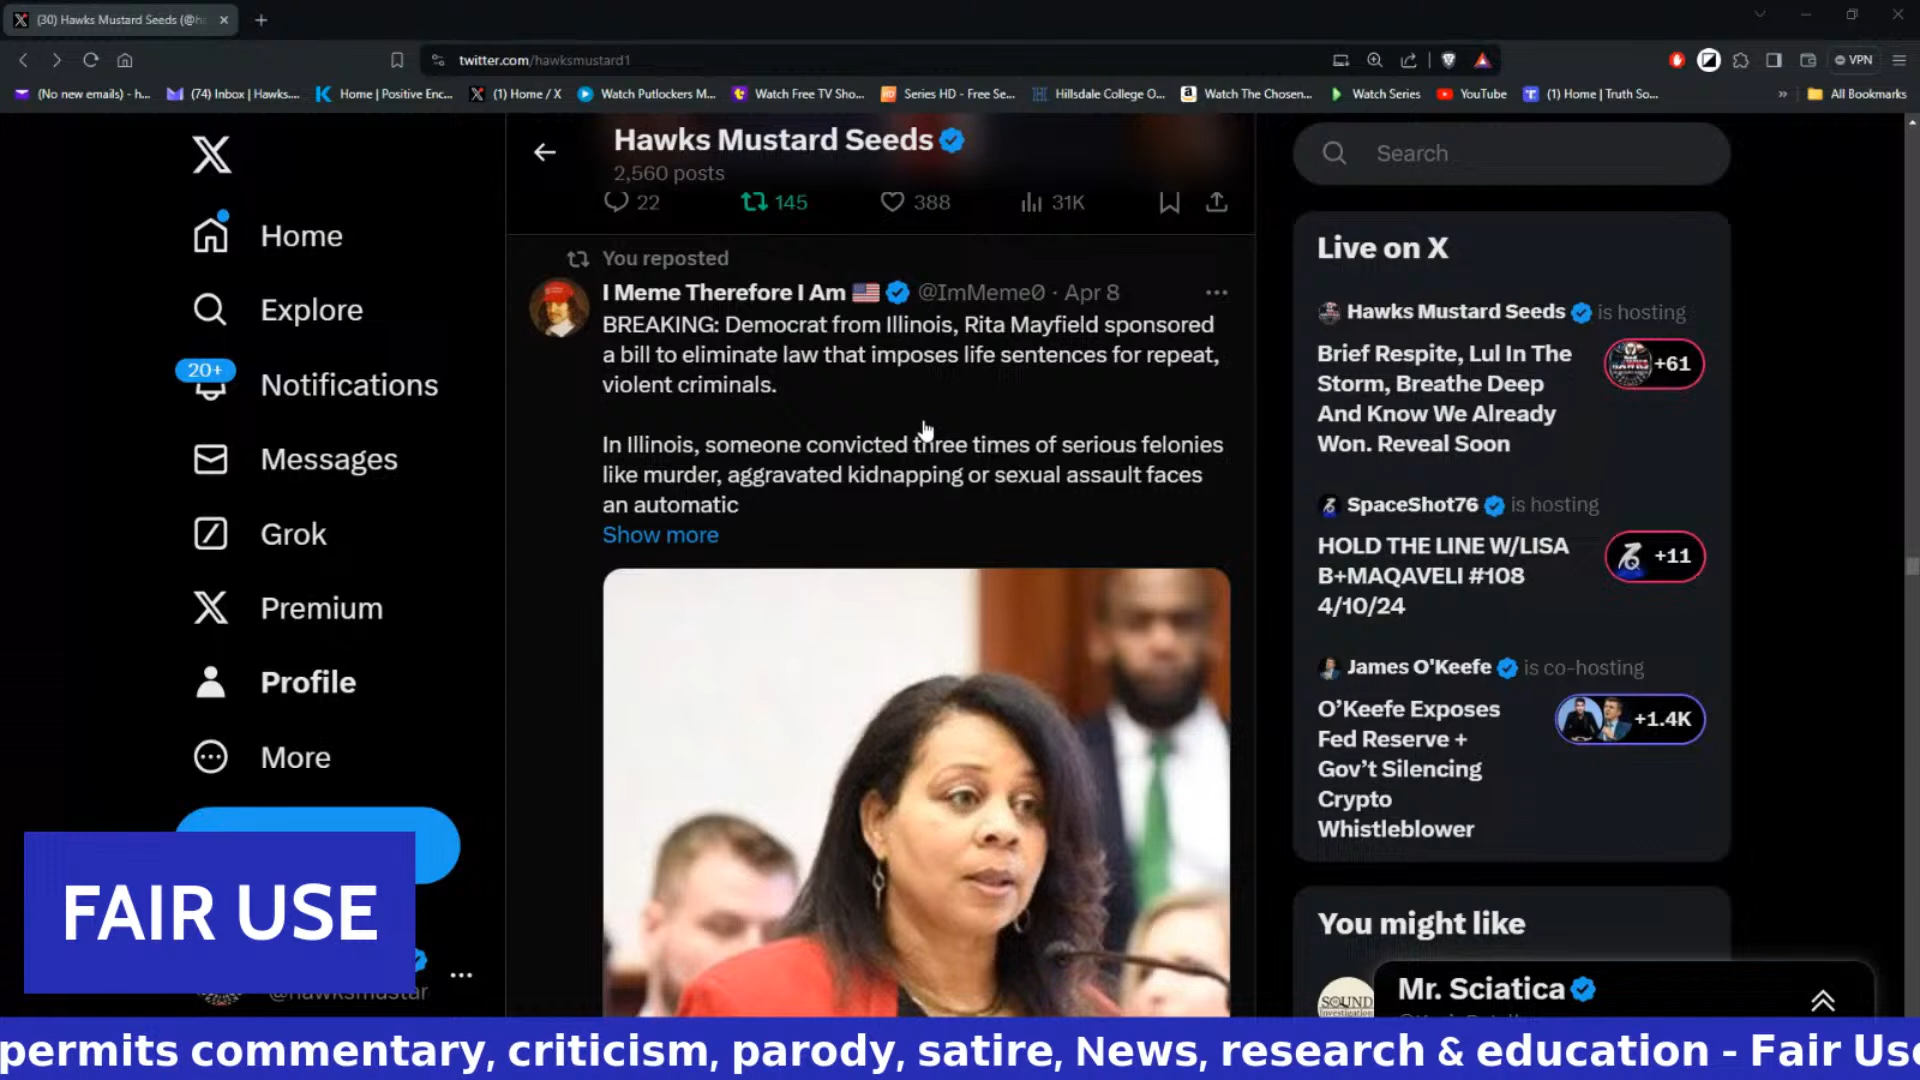 (30) Hawks Mustard Seeds (@h
twitter.com/hawksmustard1
VPN
(No new emails) - h...
(74) Inbox | Hawks....
Home | Positive Enc...
(1) Home / X
Watch Putlockers M...
Watch Free TV Sho...
Series HD - Free Se...
Hillsdale College O...
Watch The Chosen...
Watch Series
YouTube
(1) Home | Truth So...
»
All Bookmarks
Hawks Mustard Seeds
2,560 posts
22
145
388
31K
Home
Explore
20+
Notifications
Messages
Grok
Premium
Profile
More
You reposted
I Meme Therefore I Am 🇺🇸 @ImMeme0 · Apr 8
BREAKING: Democrat from Illinois, Rita Mayfield sponsored
a bill to eliminate law that imposes life sentences for repeat,
violent criminals.
In Illinois, someone convicted three times of serious felonies
like murder, aggravated kidnapping or sexual assault faces
an automatic
Show more
Search
Live on X
Hawks Mustard Seeds is hosting
Brief Respite, Lul In The
Storm, Breathe Deep
And Know We Already
Won. Reveal Soon
+61
SpaceShot76 is hosting
HOLD THE LINE W/LISA
B+MAQAVELI #108
4/10/24
+11
James O'Keefe is co-hosting
O'Keefe Exposes
Fed Reserve +
Gov't Silencing
Crypto
Whistleblower
+1.4K
You might like
SOUND
Investigation
Mr. Sciatica
FAIR USE
@hawksmustar
permits commentary, criticism, parody, satire, News, research & education - Fair Use